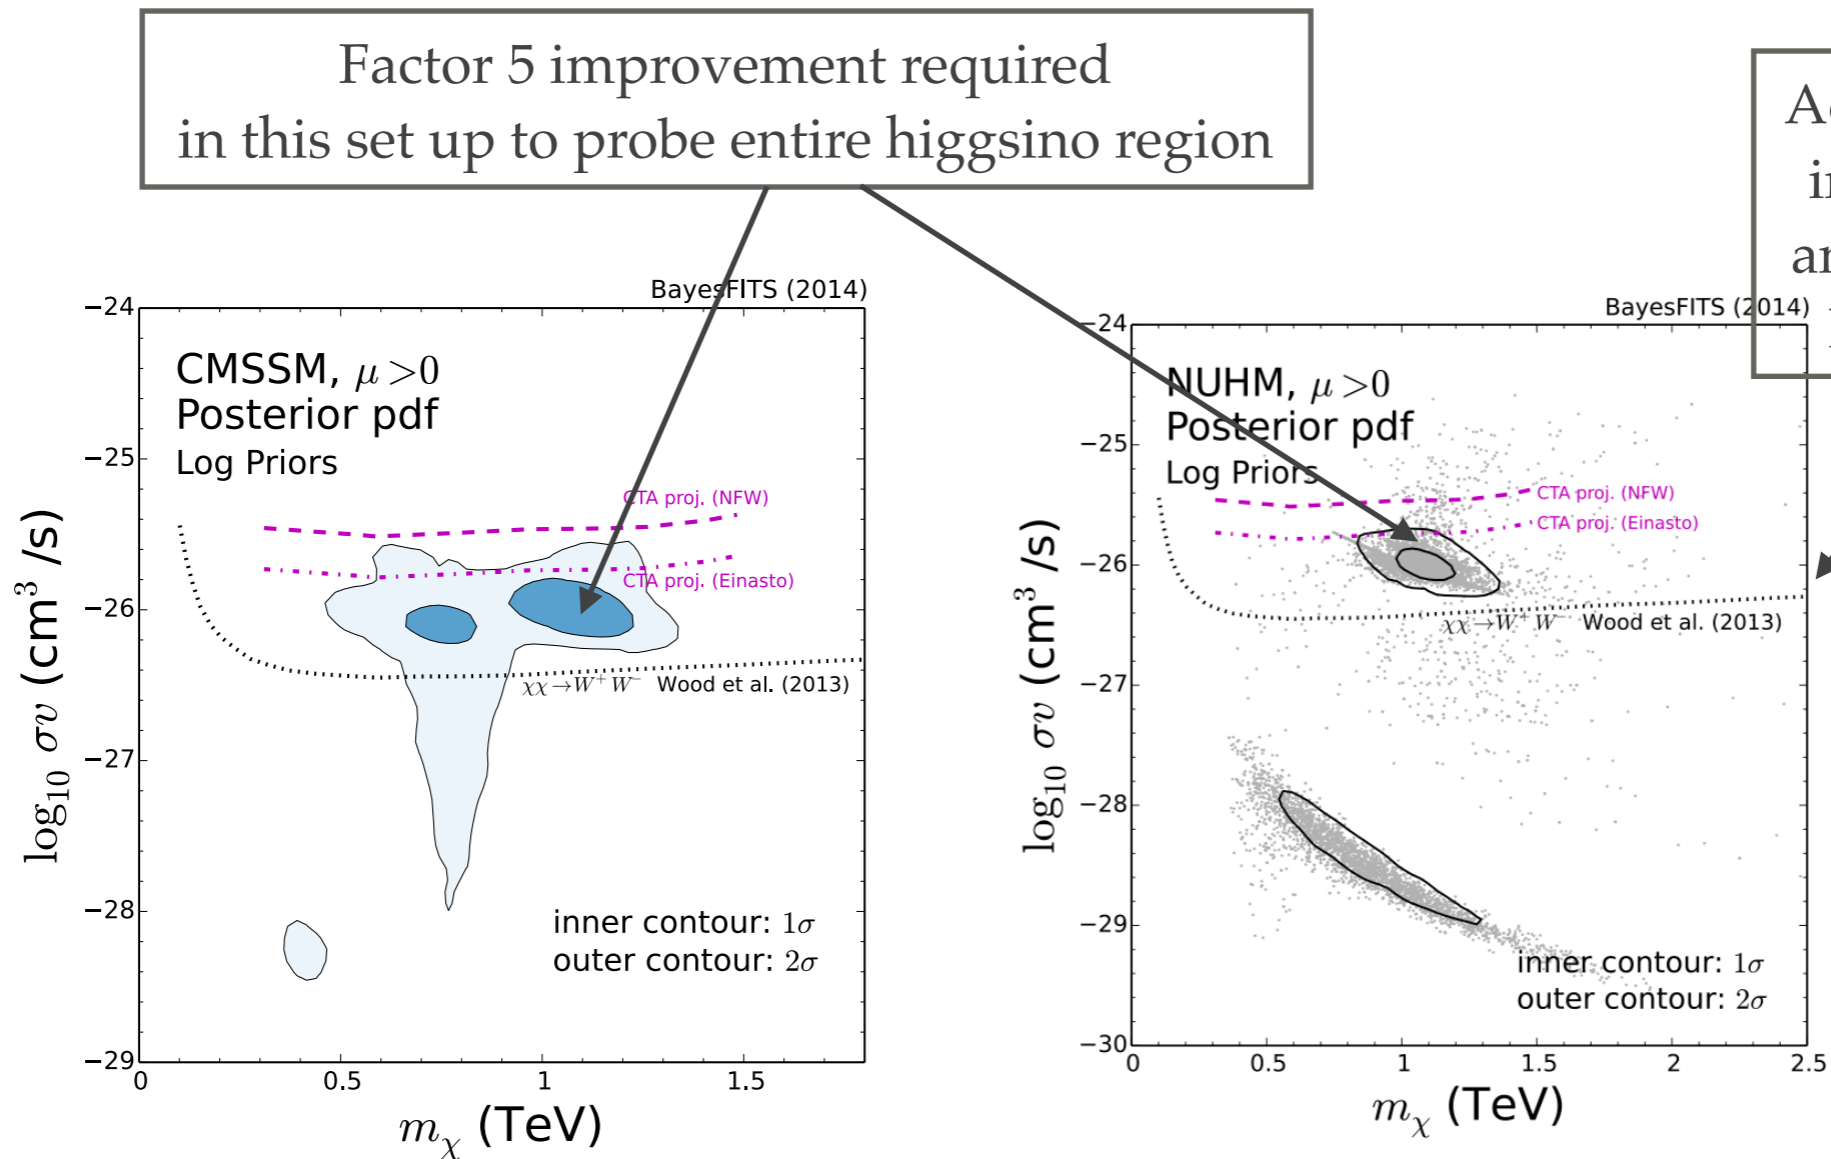 Factor 5 improvement required
in this set up to probe entire higgsino region
BayesFITS (2014)
CMSSM, μ >0
Posterior pdf
Log Priors
CTA proj. (NFW)
CTA proj. (Einasto)
χχ→W⁺W⁻ Wood et al. (2013)
inner contour: 1σ
outer contour: 2σ
−24
−25
−26
−27
−28
−29
0 0.5 1 1.5
log₁₀ σv (cm³ /s)
mχ (TeV)
BayesFITS (2014)
NUHM, μ >0
Posterior pdf
Log Priors
CTA proj. (NFW)
CTA proj. (Einasto)
χχ→W⁺W⁻ Wood et al. (2013)
inner contour: 1σ
outer contour: 2σ
−24
−25
−26
−27
−28
−29
−30
0 0.5 1 1.5 2 2.5
log₁₀ σv (cm³ /s)
mχ (TeV)